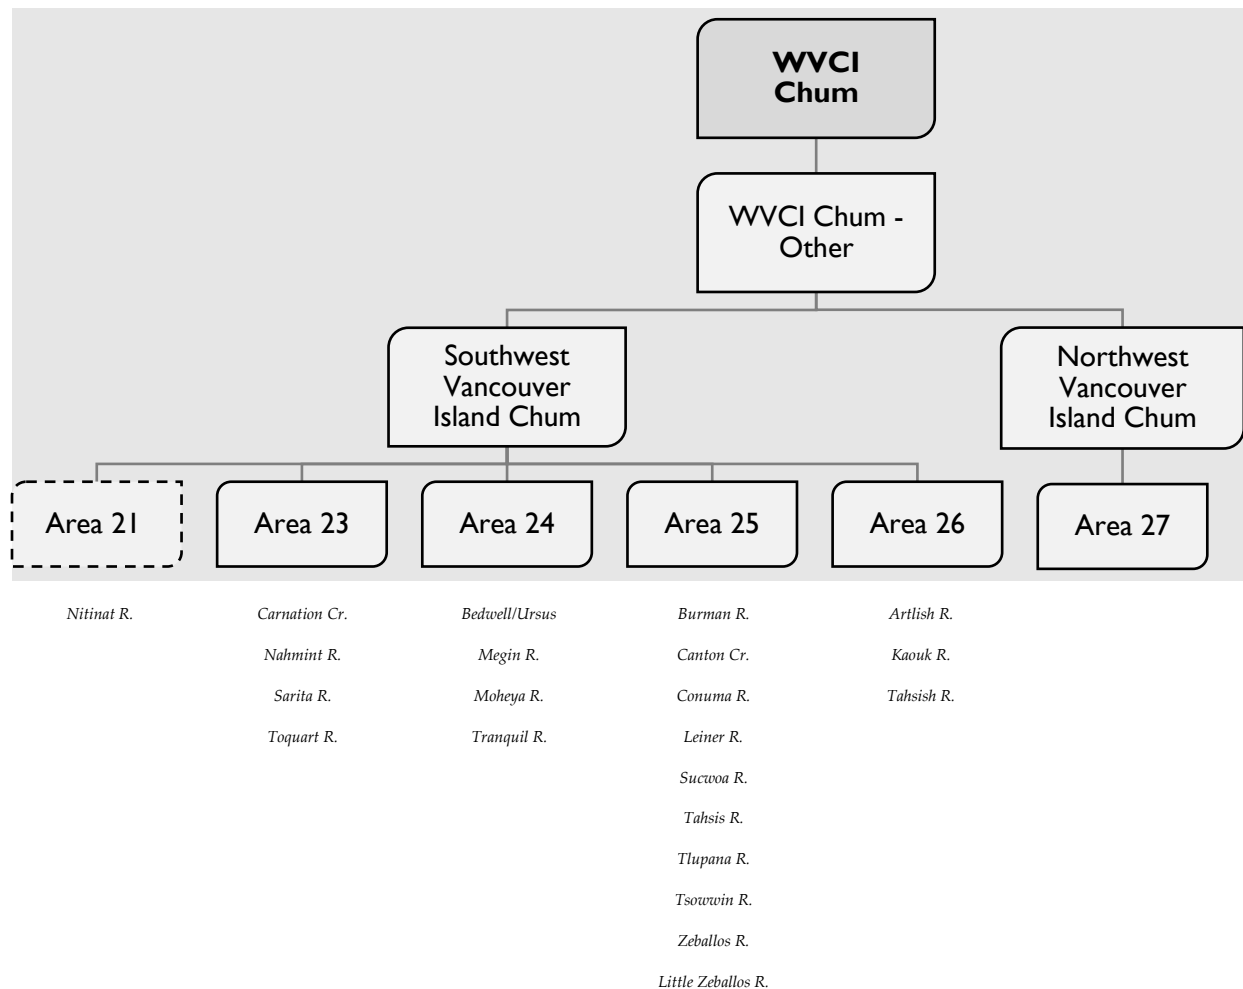 WVCI
Chum
WVCI Chum -
Other
Southwest
Vancouver
Island Chum
Northwest
Vancouver
Island Chum
Area 21
Area 23
Area 24
Area 25
Area 26
Area 27
Nitinat R.
Carnation Cr.
Nahmint R.
Sarita R.
Toquart R.
Bedwell/Ursus
Megin R.
Moheya R.
Tranquil R.
Burman R.
Canton Cr.
Conuma R.
Leiner R.
Sucwoa R.
Tahsis R.
Tlupana R.
Tsowwin R.
Zeballos R.
Little Zeballos R.
Artlish R.
Kaouk R.
Tahsish R.